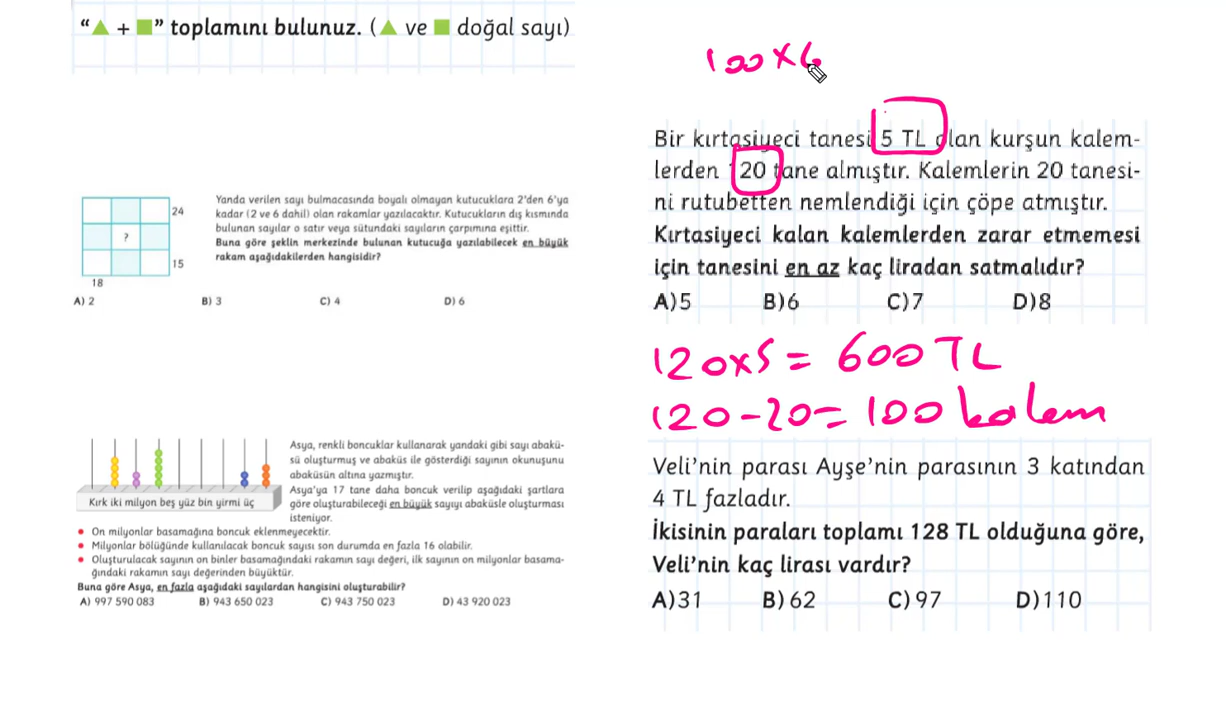 “▲ + ■” toplamını bulunuz. (▲ ve ■ doğal sayı)
24
?
15
18
Yanda verilen sayı bulmacasında boyalı olmayan kutucuklara 2'den 6'ya
kadar (2 ve 6 dahil) olan rakamlar yazılacaktır. Kutucukların dış kısmında
bulunan sayılar o satır veya sütundaki sayıların çarpımına eşittir.
Buna göre şeklin merkezinde bulunan kutucuğa yazılabilecek en büyük
rakam aşağıdakilerden hangisidir?
A) 2 B) 3 C) 4 D) 6
Asya, renkli boncuklar kullanarak yandaki gibi sayı abakü-
sü oluşturmuş ve abaküs ile gösterdiği sayının okunuşunu
abaküsün altına yazmıştır.
Asya'ya 17 tane daha boncuk verilip aşağıdaki şartlara
göre oluşturabileceği en büyük sayıyı abaküsle oluşturması
isteniyor.
Kırk iki milyon beş yüz bin yirmi üç
• On milyonlar basamağına boncuk eklenmeyecektir.
• Milyonlar bölüğünde kullanılacak boncuk sayısı son durumda en fazla 16 olabilir.
• Oluşturulacak sayının on binler basamağındaki rakamın sayı değeri, ilk sayının on milyonlar basama-
ğındaki rakamın sayı değerinden büyüktür.
Buna göre Asya, en fazla aşağıdaki sayılardan hangisini oluşturabilir?
A) 997 590 083 B) 943 650 023 C) 943 750 023 D) 43 920 023
100×6
Bir kırtasiyeci tanesi 5 TL olan kurşun kalem-
lerden 120 tane almıştır. Kalemlerin 20 tanesi-
ni rutubetten nemlendiği için çöpe atmıştır.
Kırtasiyeci kalan kalemlerden zarar etmemesi
için tanesini en az kaç liradan satmalıdır?
A)5 B)6 C)7 D)8
120×5 = 600 TL
120-20= 100 kalem
Veli'nin parası Ayşe'nin parasının 3 katından
4 TL fazladır.
İkisinin paraları toplamı 128 TL olduğuna göre,
Veli'nin kaç lirası vardır?
A)31 B)62 C)97 D)110